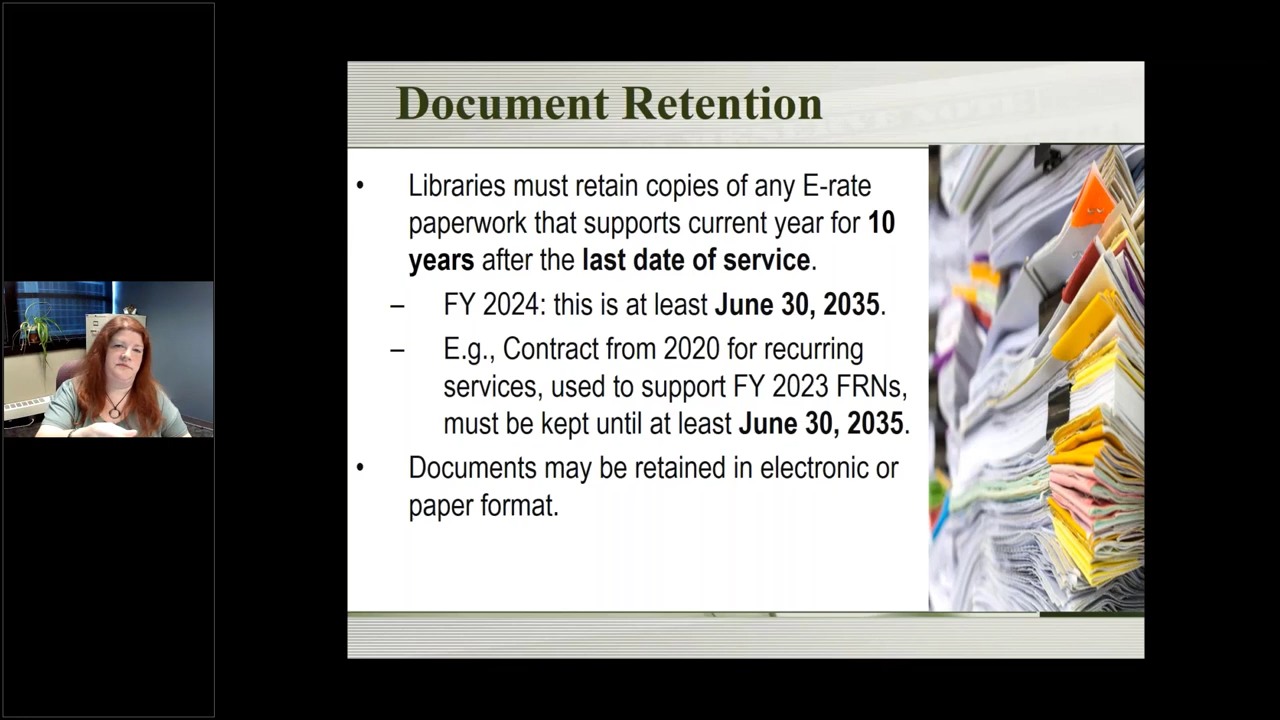 Document Retention
• Libraries must retain copies of any E-rate
paperwork that supports current year for 10
years after the last date of service.
– FY 2024: this is at least June 30, 2035.
– E.g., Contract from 2020 for recurring
services, used to support FY 2023 FRNs,
must be kept until at least June 30, 2035.
• Documents may be retained in electronic or
paper format.